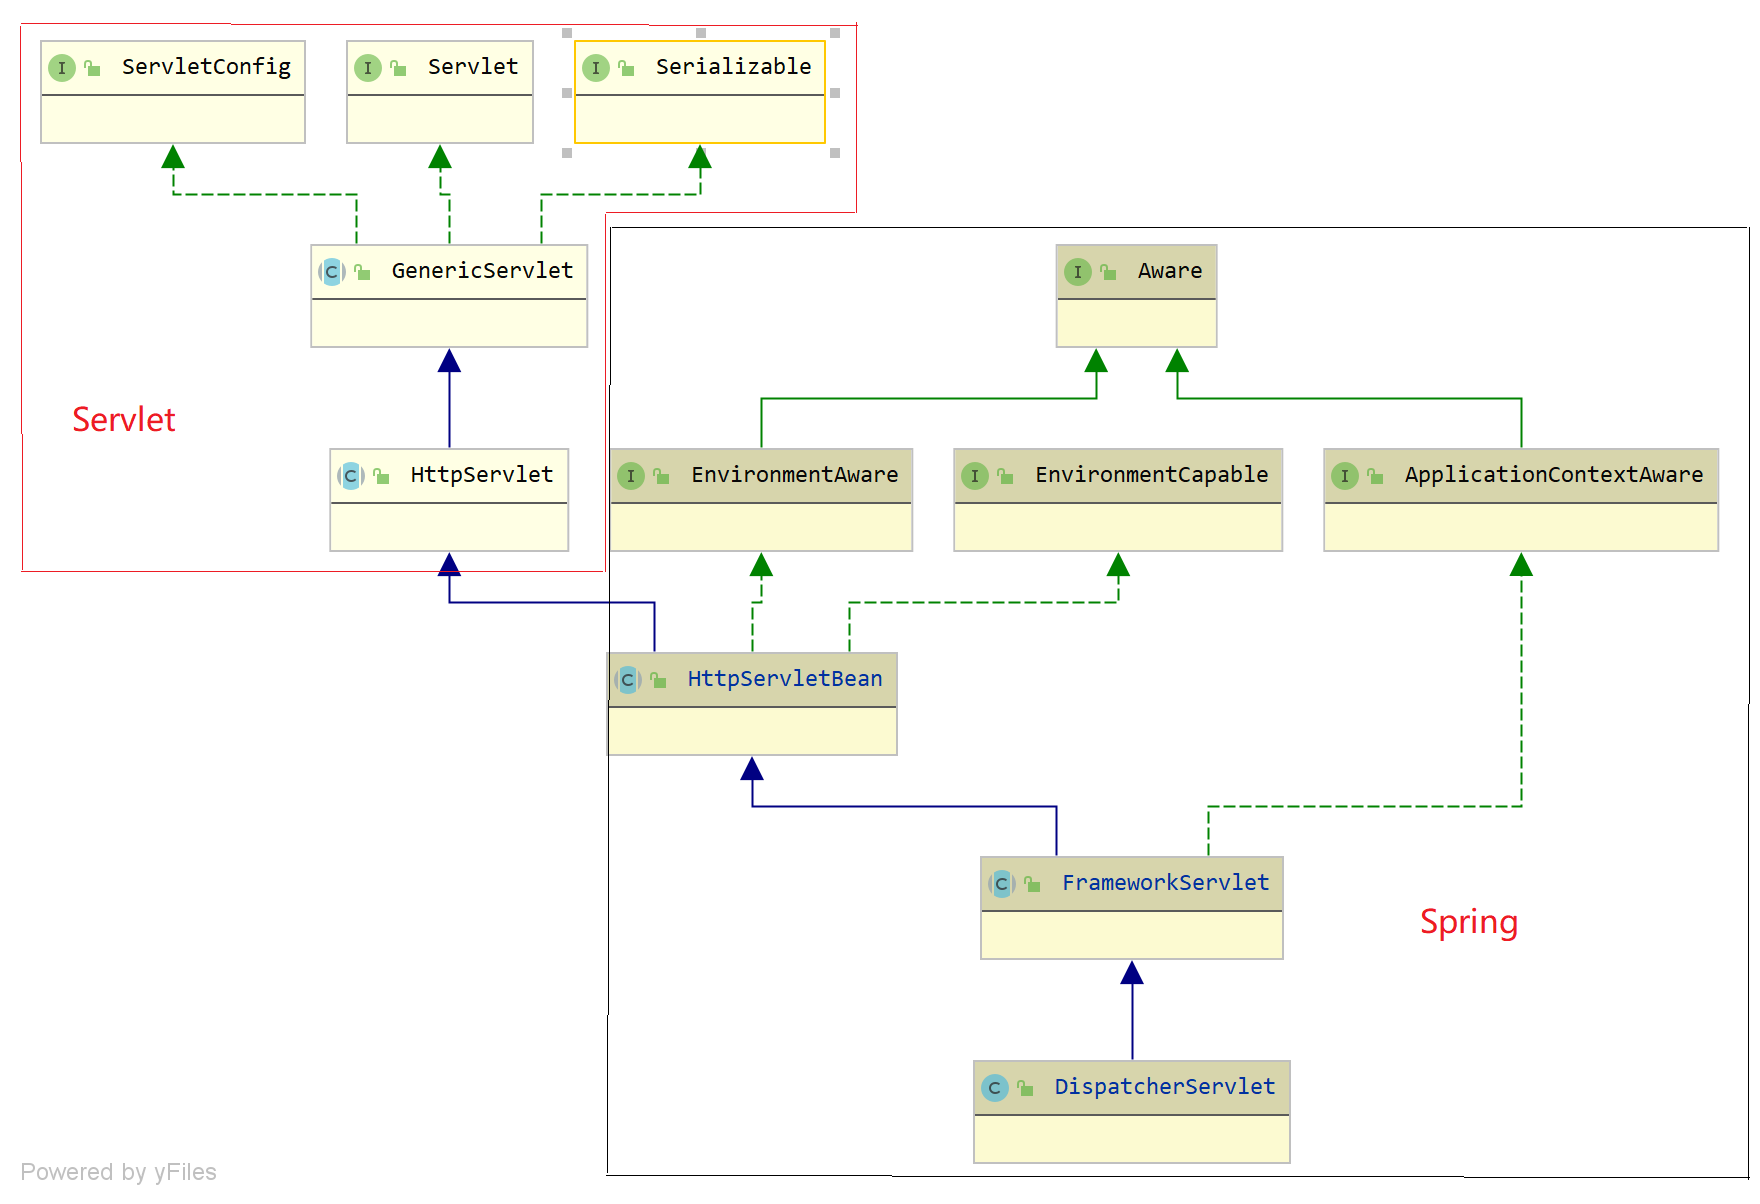 I ServletConfig
I Servlet
I Serializable
C GenericServlet
I Aware
Servlet
C HttpServlet
I EnvironmentAware
I EnvironmentCapable
I ApplicationContextAware
C HttpServletBean
C FrameworkServlet
Spring
C DispatcherServlet
Powered by yFiles